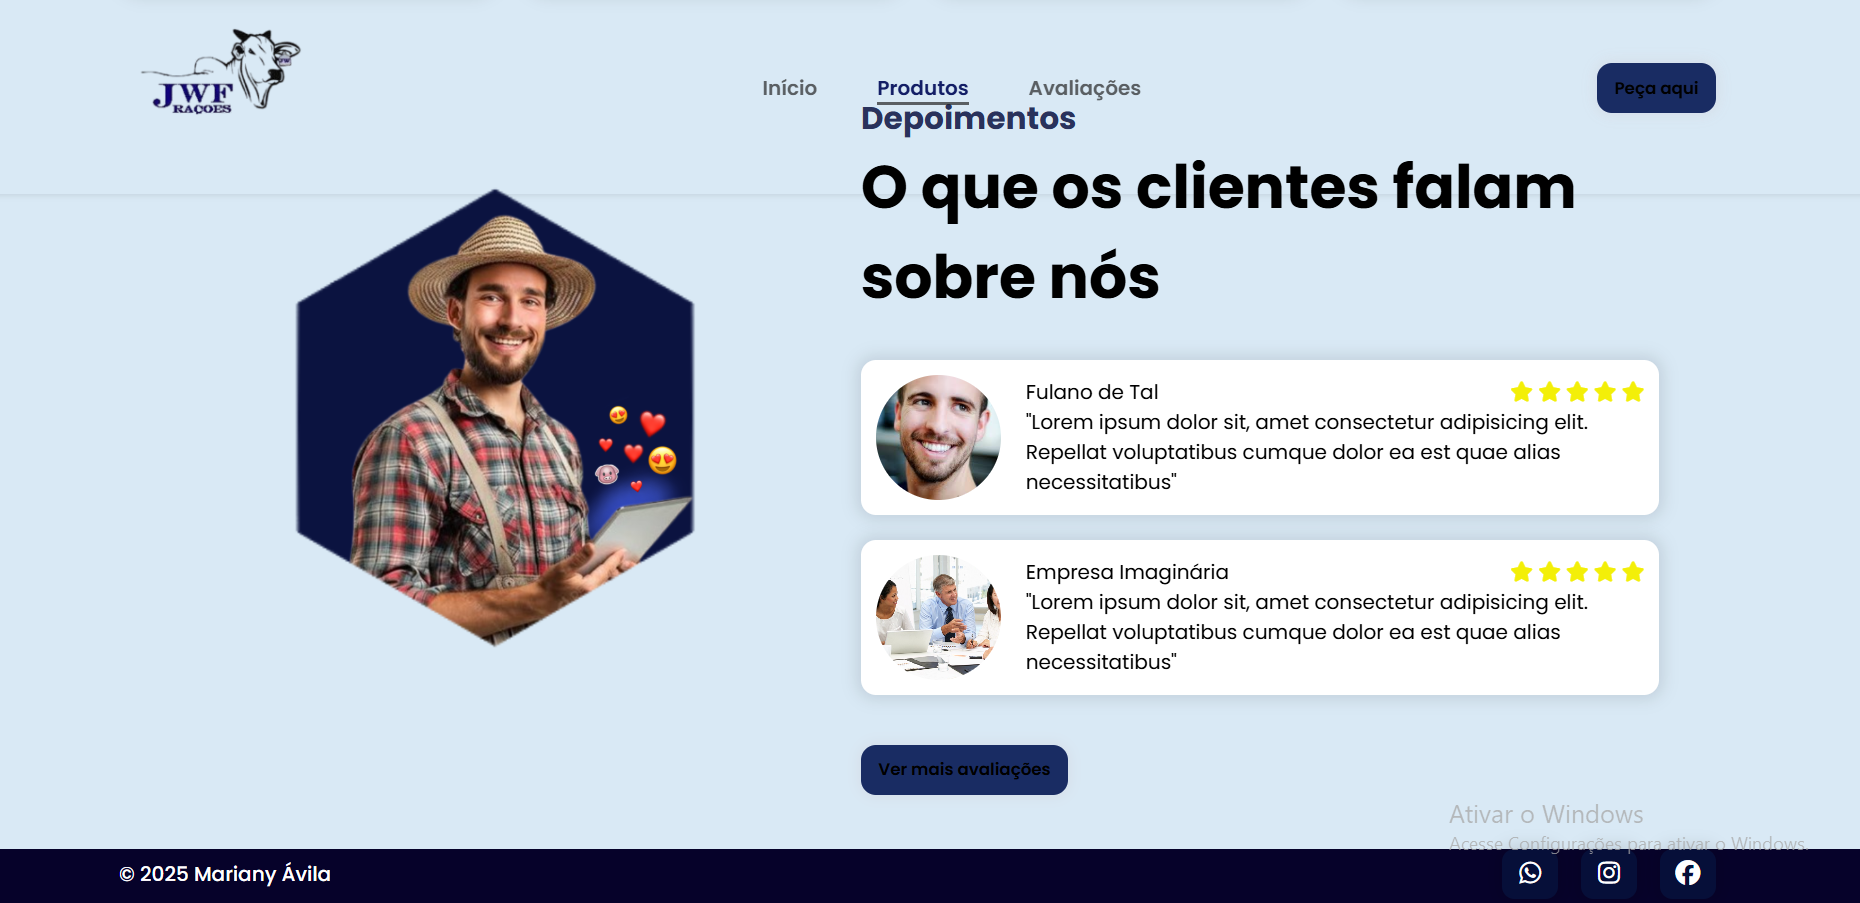 JWF
RAÇOES
Início
Produtos
Avaliações
Peça aqui
Depoimentos
O que os clientes falam
sobre nós
Fulano de Tal
"Lorem ipsum dolor sit, amet consectetur adipisicing elit.
Repellat voluptatibus cumque dolor ea est quae alias
necessitatibus"
Empresa Imaginária
"Lorem ipsum dolor sit, amet consectetur adipisicing elit.
Repellat voluptatibus cumque dolor ea est quae alias
necessitatibus"
Ver mais avaliações
Ativar o Windows
Acesse Configurações para ativar o Windows.
© 2025 Mariany Ávila